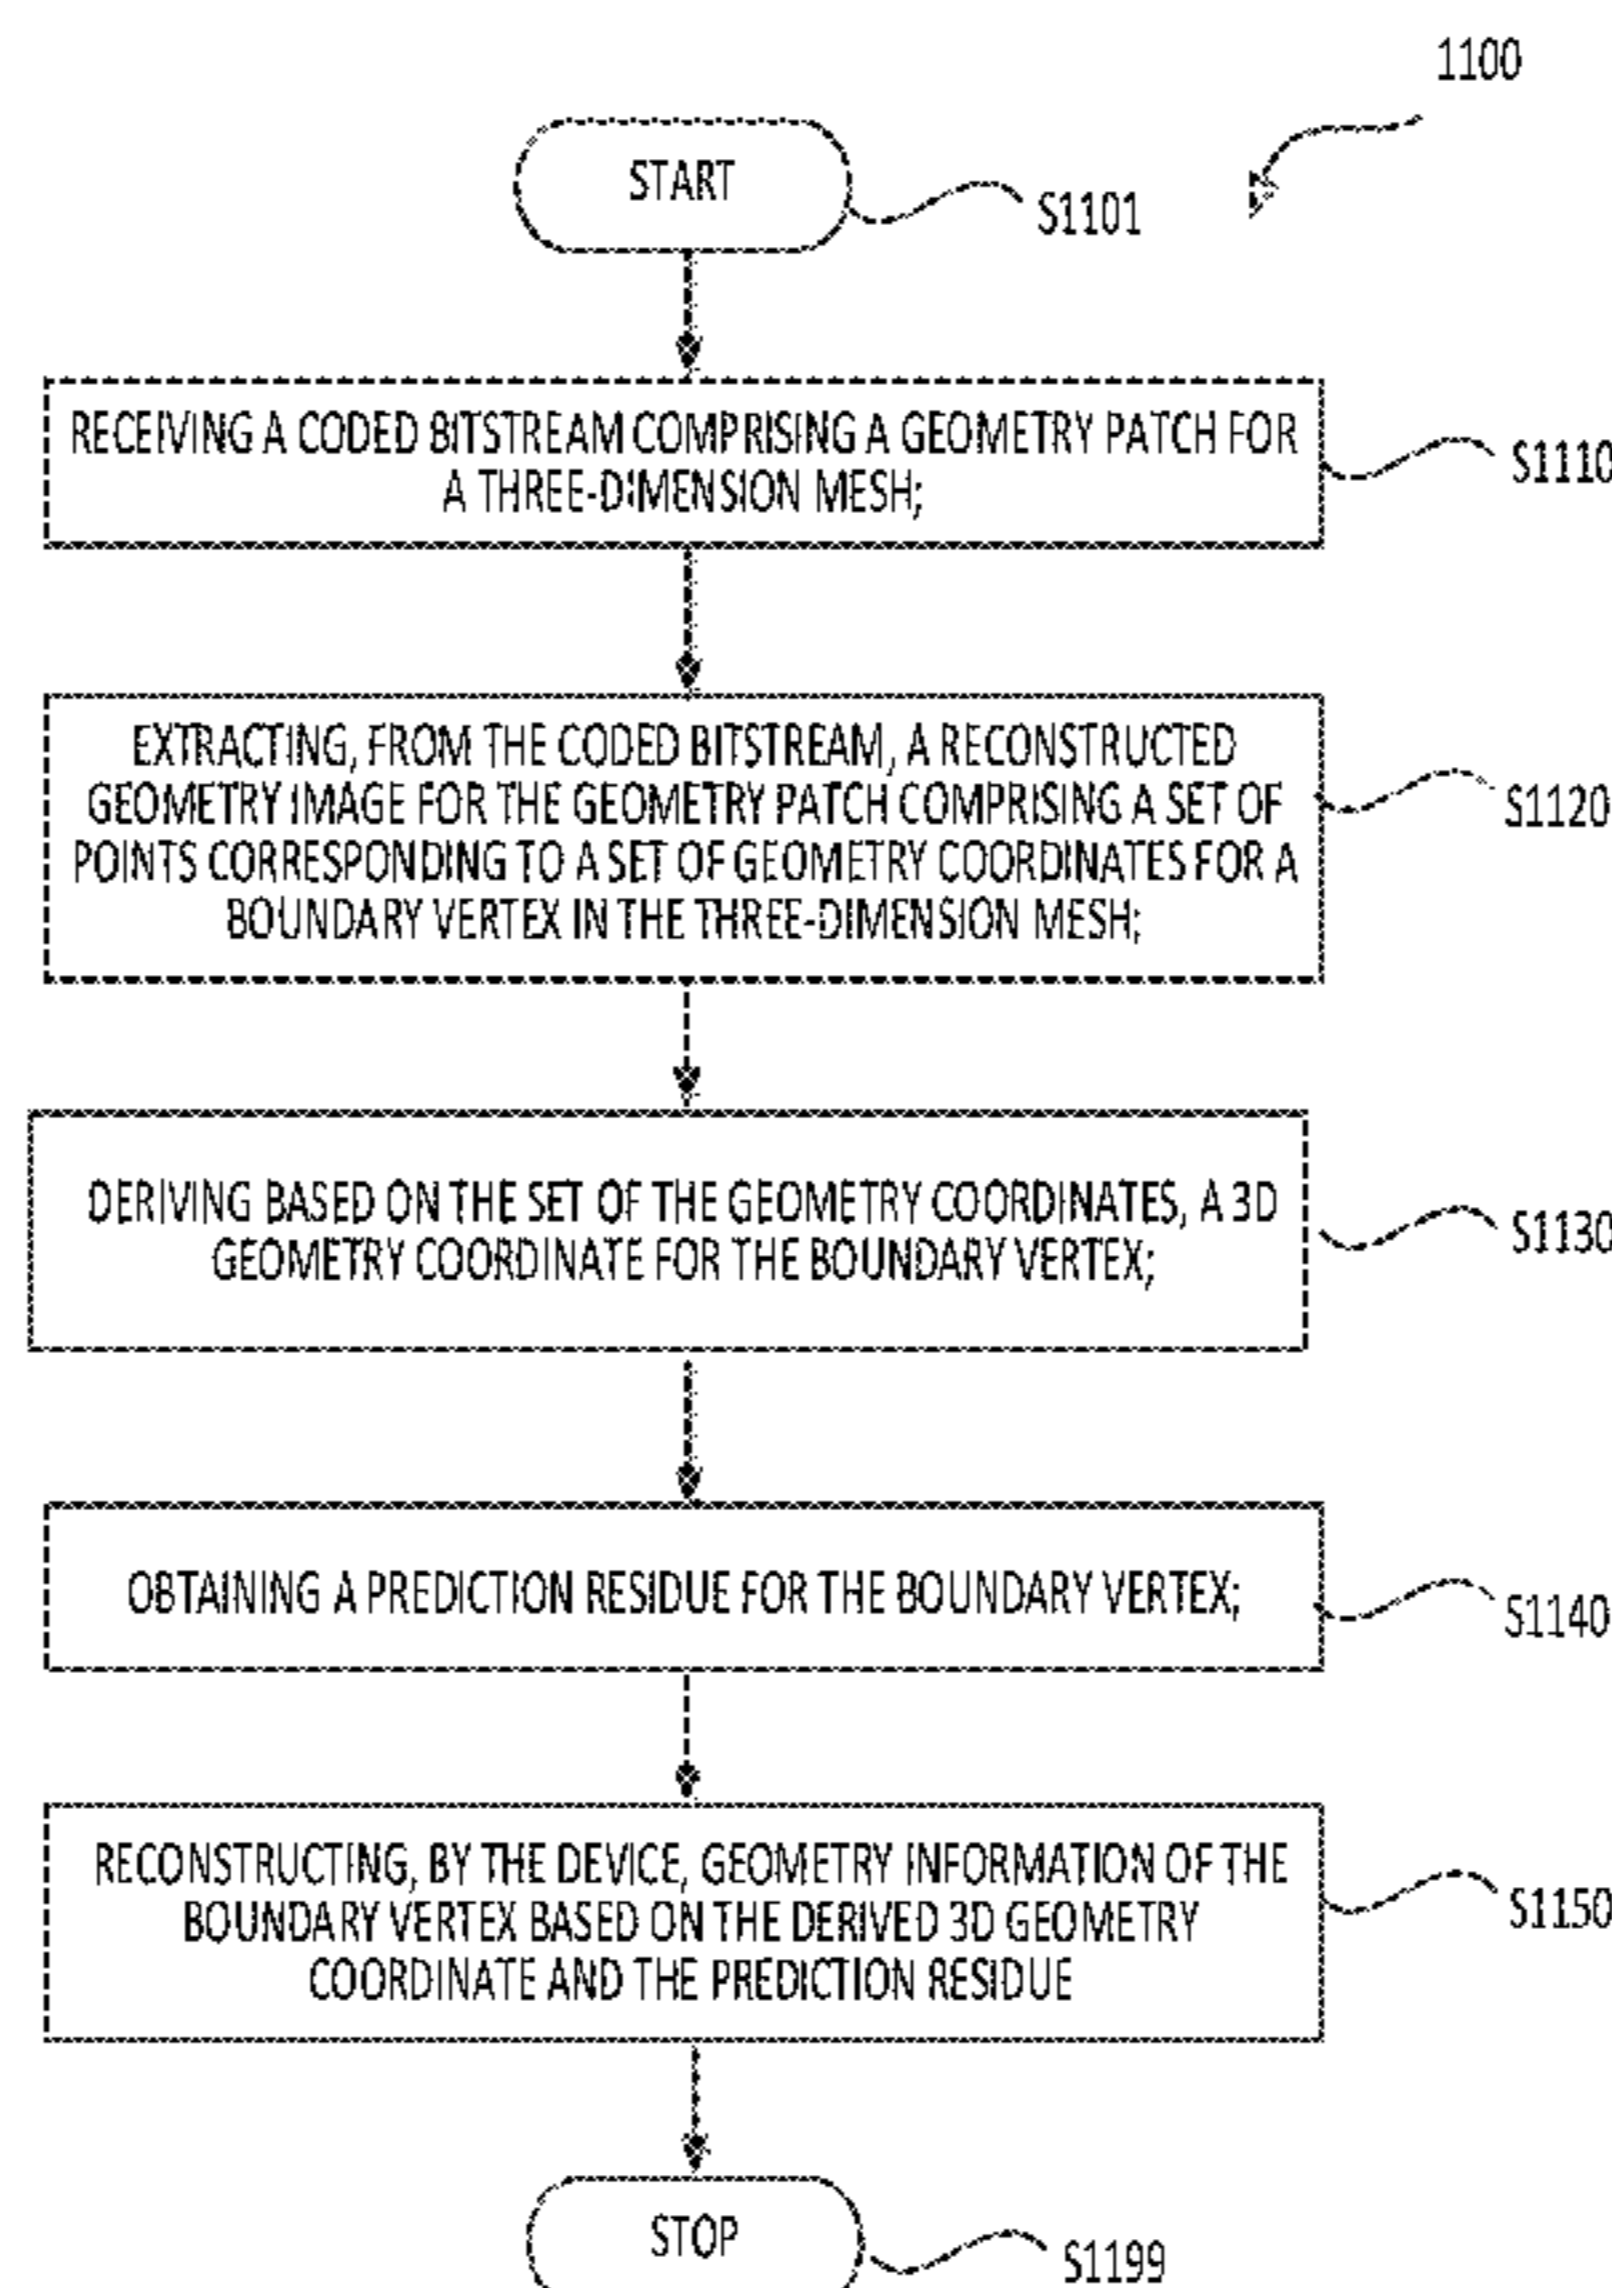 1100
START
S1101
RECEIVING A CODED BITSTREAM COMPRISING A GEOMETRY PATCH FOR
A THREE-DIMENSION MESH;
S1110
EXTRACTING, FROM THE CODED BITSTREAM, A RECONSTRUCTED
GEOMETRY IMAGE FOR THE GEOMETRY PATCH COMPRISING A SET OF
POINTS CORRESPONDING TO A SET OF GEOMETRY COORDINATES FOR A
BOUNDARY VERTEX IN THE THREE-DIMENSION MESH;
S1120
DERIVING BASED ON THE SET OF THE GEOMETRY COORDINATES, A 3D
GEOMETRY COORDINATE FOR THE BOUNDARY VERTEX;
S1130
OBTAINING A PREDICTION RESIDUE FOR THE BOUNDARY VERTEX;
S1140
RECONSTRUCTING, BY THE DEVICE, GEOMETRY INFORMATION OF THE
BOUNDARY VERTEX BASED ON THE DERIVED 3D GEOMETRY
COORDINATE AND THE PREDICTION RESIDUE
S1150
STOP
S1199